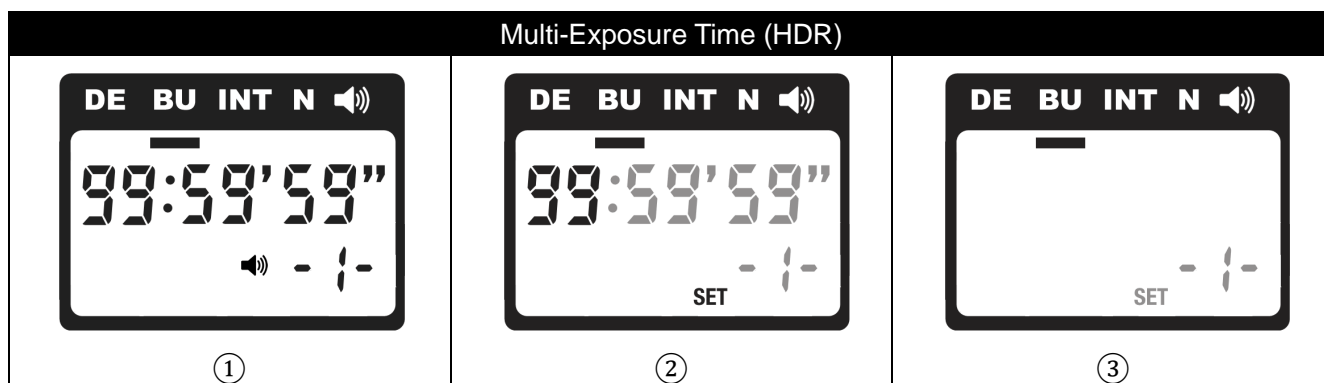 Multi-Exposure Time (HDR)
DE BU INT N
99:59'59"
-1-
①
DE BU INT N
99:59'59"
-1-
SET
②
DE BU INT N
-1-
SET
③